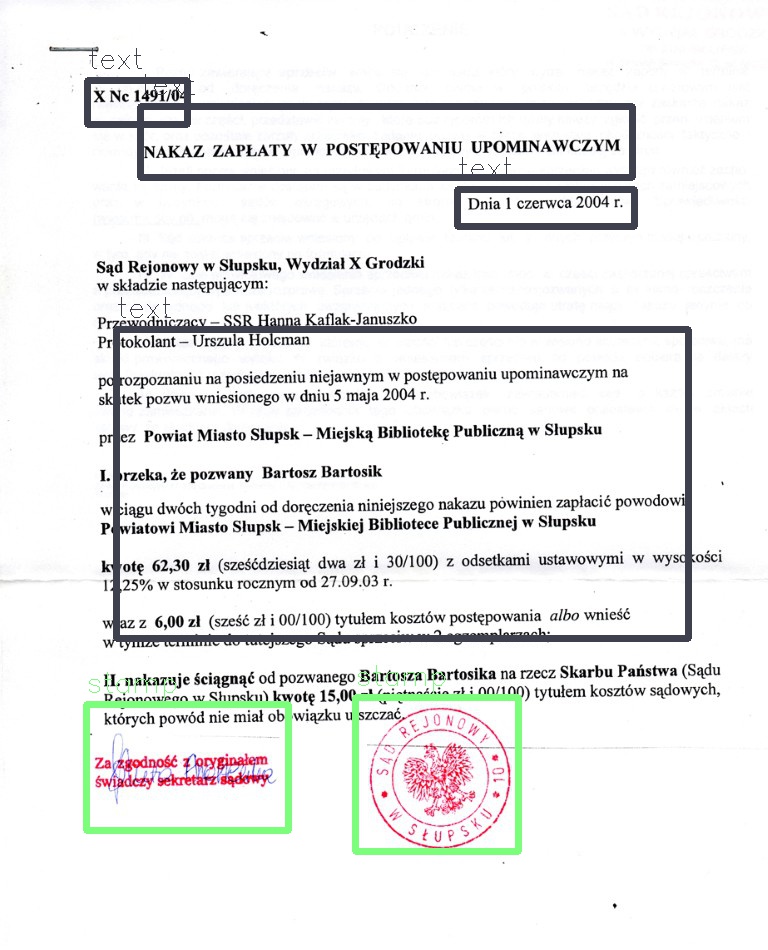 text
X Nc 1491/04
text
NAKAZ ZAPŁATY W POSTĘPOWANIU UPOMINAWCZYM
text
Dnia 1 czerwca 2004 r.
Sąd Rejonowy w Słupsku, Wydział X Grodzki
w składzie następującym:
text
Przewodniczący – SSR Hanna Kaflak-Januszko
Protokolant – Urszula Holcman
po rozpoznaniu na posiedzeniu niejawnym w postępowaniu upominawczym na
skutek pozwu wniesionego w dniu 5 maja 2004 r.
przez Powiat Miasto Słupsk – Miejską Bibliotekę Publiczną w Słupsku
I. orzeka, że pozwany Bartosz Bartosik
w ciągu dwóch tygodni od doręczenia niniejszego nakazu powinien zapłacić powodowi
Powiatowi Miasto Słupsk – Miejskiej Bibliotece Publicznej w Słupsku
kwotę 62,30 zł (sześćdziesiąt dwa zł i 30/100) z odsetkami ustawowymi w wysokości
12,25% w stosunku rocznym od 27.09.03 r.
wraz z 6,00 zł (sześć zł i 00/100) tytułem kosztów postępowania albo wnieść
w tymże terminie do tutejszego Sądu sprzeciw w 2 egzemplarzach;
II. nakazuje ściągnąć od pozwanego Bartosza Bartosika na rzecz Skarbu Państwa (Sądu
Rejonowego w Słupsku) kwotę 15,00 zł (piętnaście zł i 00/100) tytułem kosztów sądowych,
których powód nie miał obowiązku uiszczać.
stamp
stamp
Za zgodność z oryginałem
świadczy sekretarz sądowy
SĄD REJONOWY
W SŁUPSKU
10